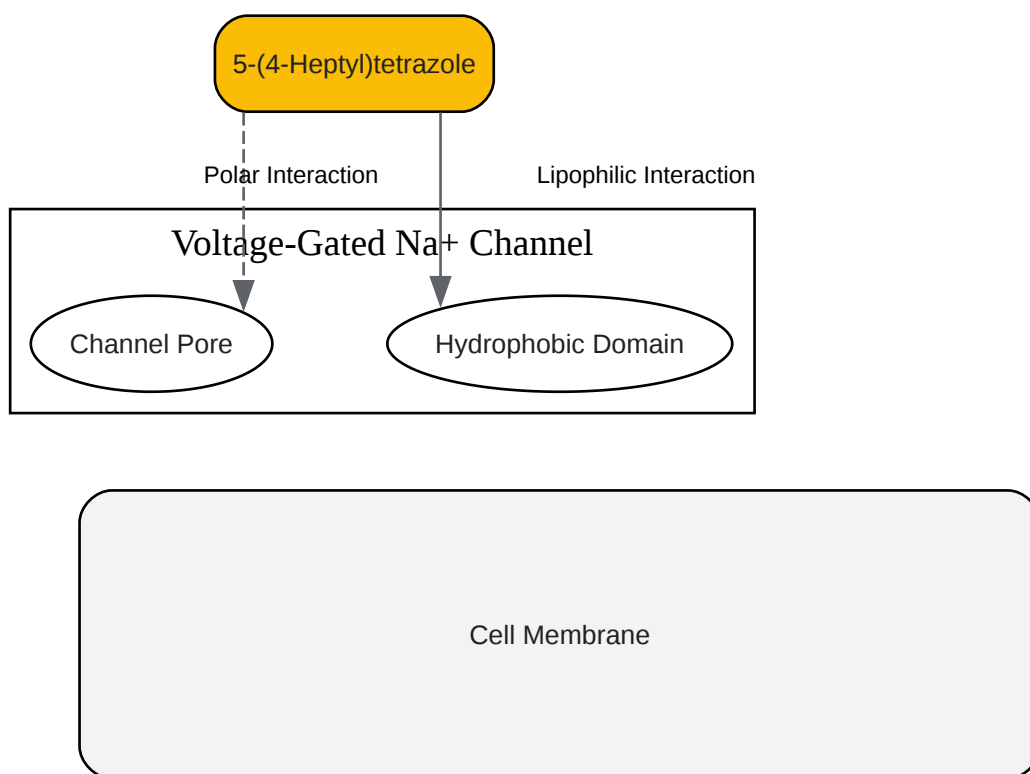 5-(4-Heptyl)tetrazole
Polar Interaction
Lipophilic Interaction
Voltage-Gated Na+ Channel
Channel Pore
Hydrophobic Domain
Cell Membrane